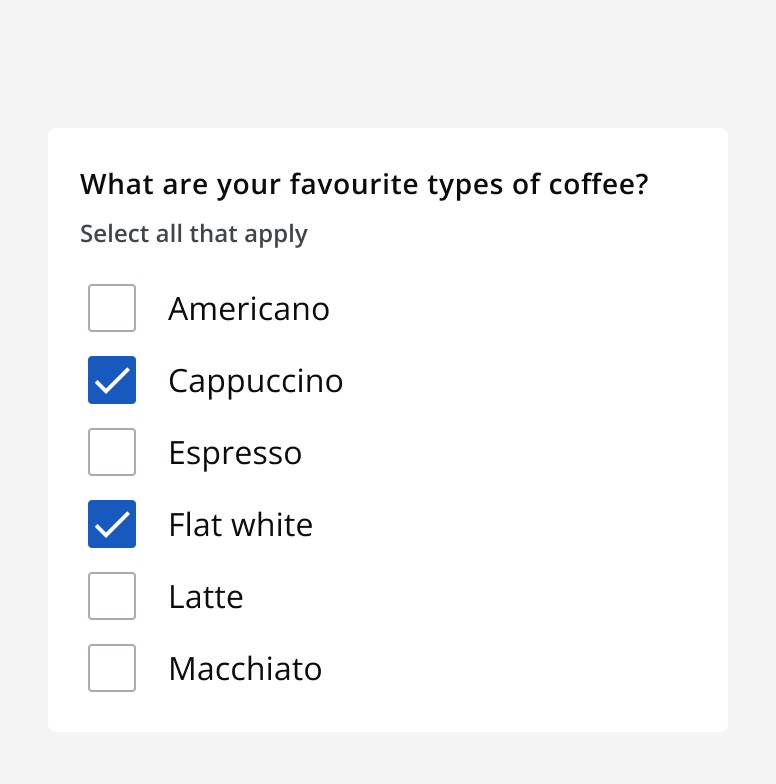 What are your favourite types of coffee?
Select all that apply
Americano
Cappuccino
Espresso
Flat white
Latte
Macchiato